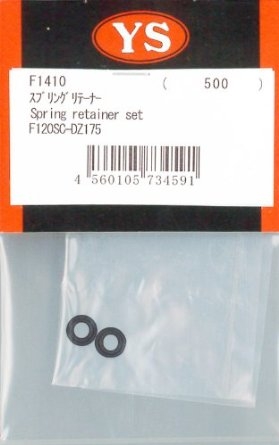 YS
F1410 ( 500 )
ｽﾌﾟﾘﾝｸﾞﾘﾃｰﾅｰ
Spring retainer set
F120SC-DZ175
4 560105 734591